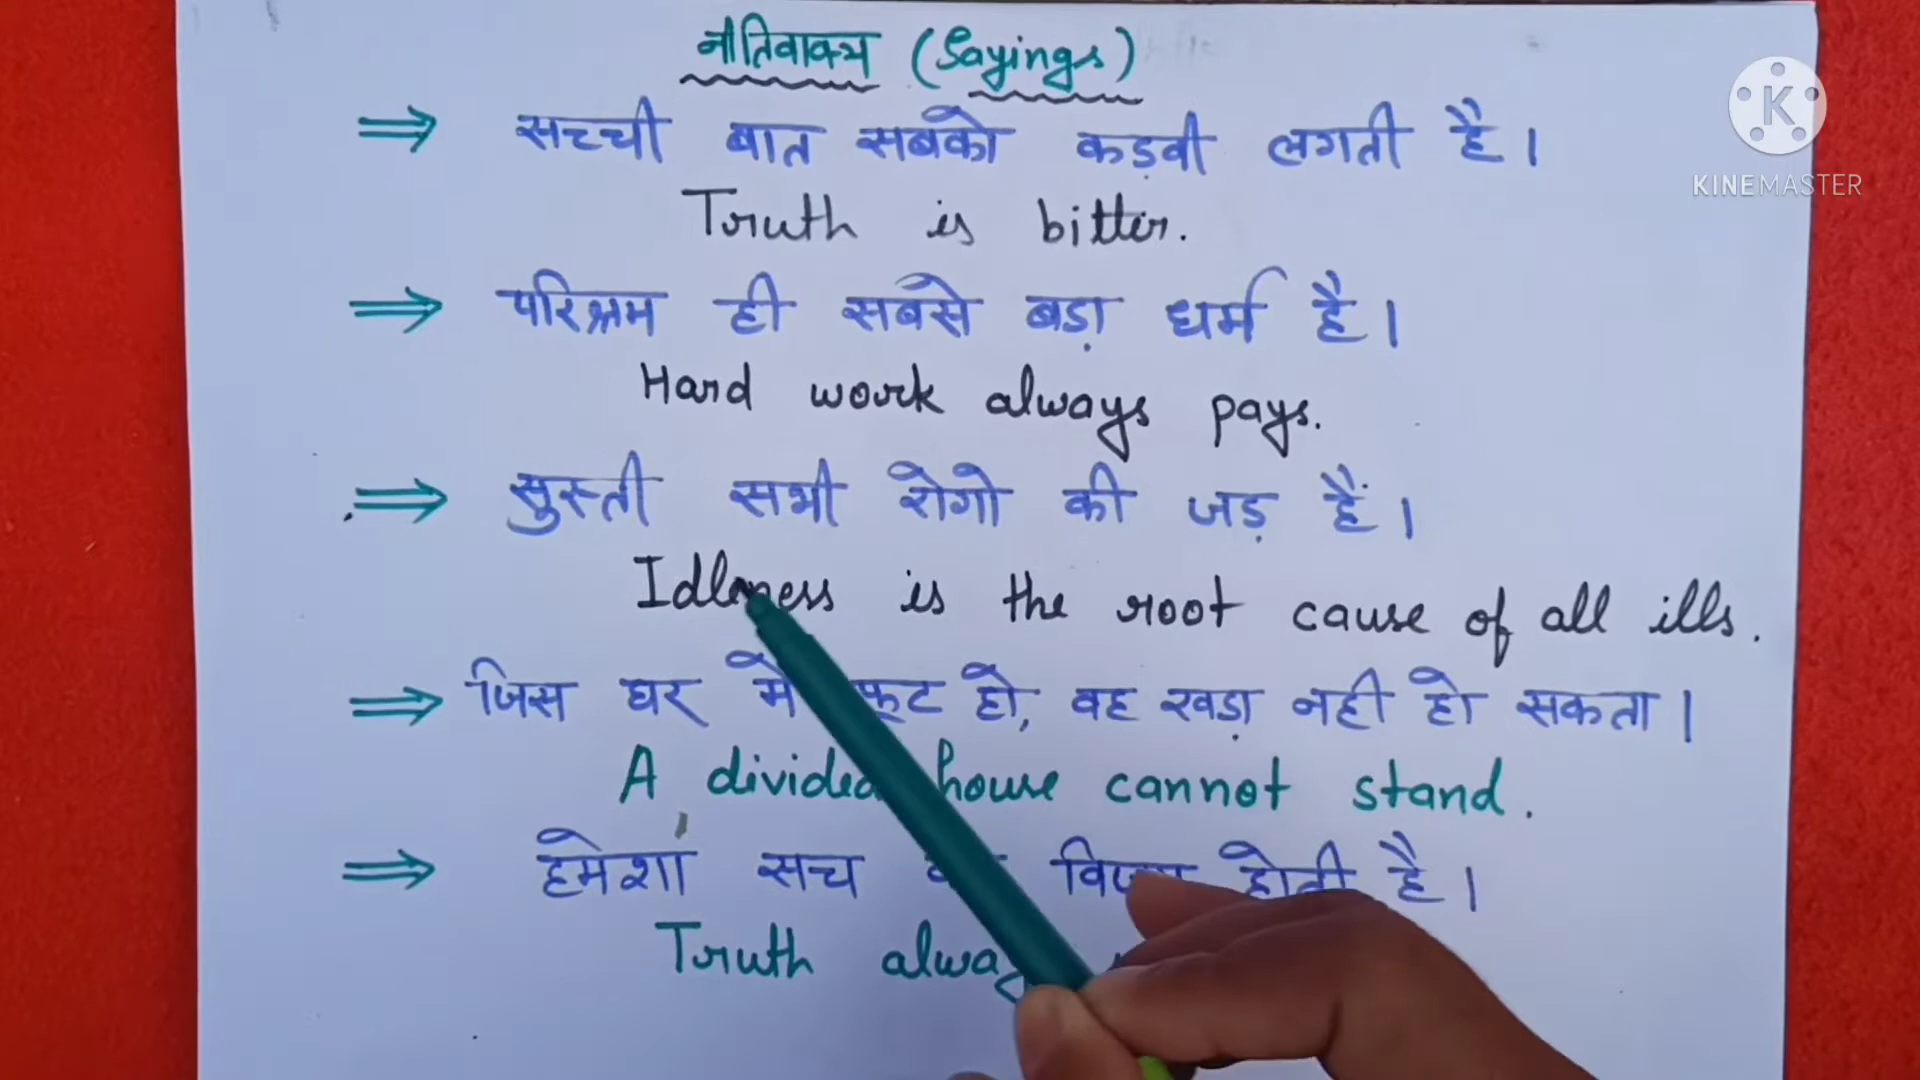 नीतिवाक्य (Sayings)
⇒ सच्ची बात सबको कड़वी लगती है।
Truth is bitter.
⇒ परिश्रम ही सबसे बड़ा धर्म है।
Hard work always pays.
⇒ सुस्ती सभी रोगो की जड़ हैं।
Idleness is the root cause of all ills.
⇒ जिस घर मे फूट हो, वह खड़ा नही हो सकता।
A divided house cannot stand.
⇒ हमेशा सच विजय होती है।
Truth always
KINEMASTER